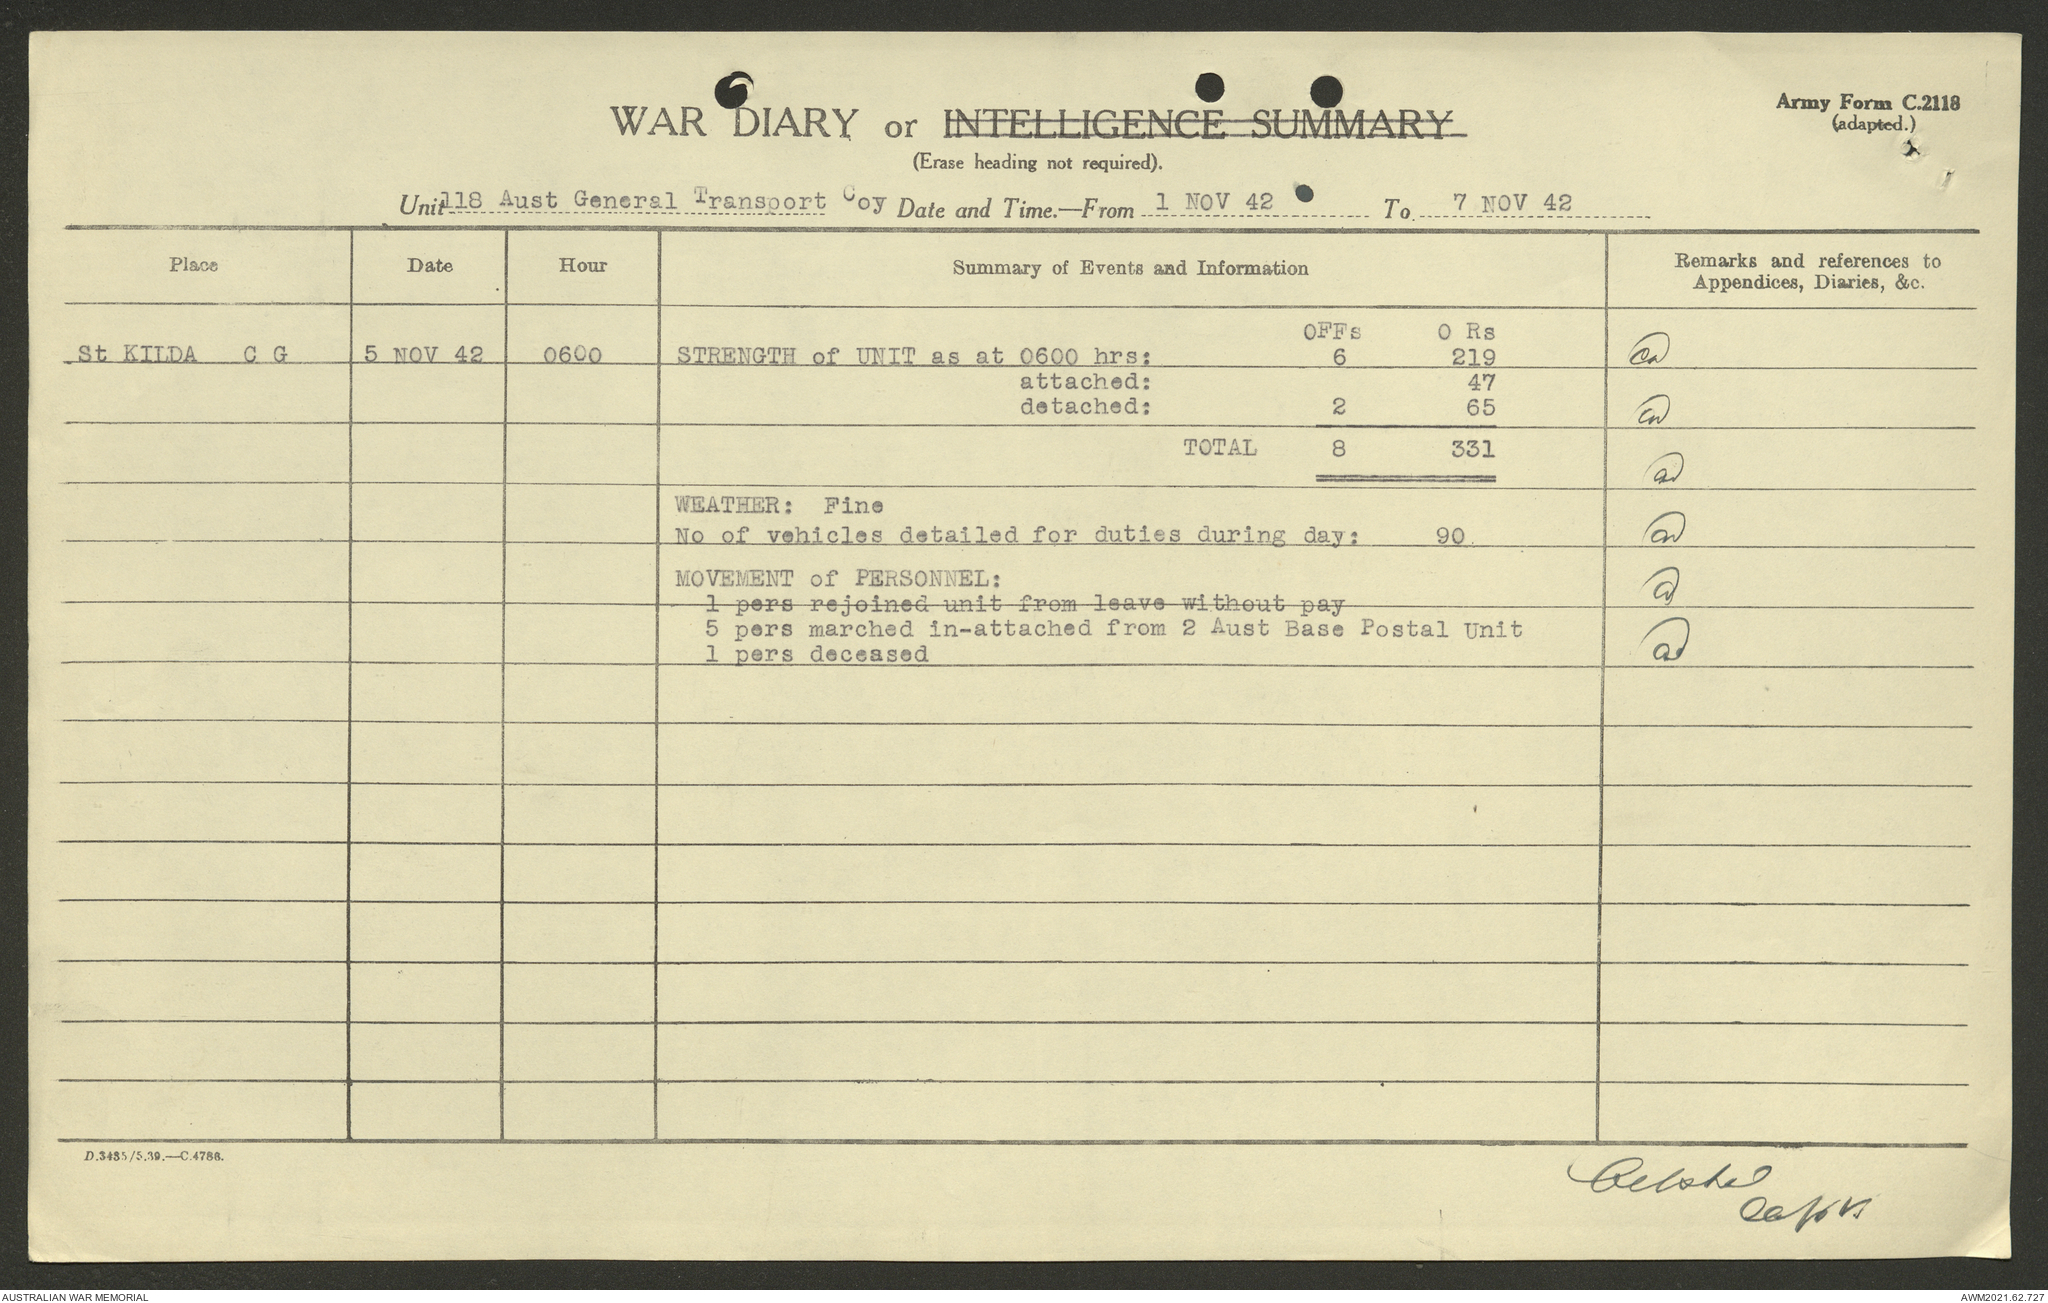 WAR DIARY or INTELLIGENCE SUMMARY
(Erase heading not required).
Army Form C.2118
(adapted.)
Unit 118 Aust General Transport Coy Date and Time.—From 1 NOV 42 To 7 NOV 42
Place Date Hour Summary of Events and Information Remarks and references to
Appendices, Diaries, &c.
OFFs O Rs
St KILDA C G 5 NOV 42 0600 STRENGTH of UNIT as at 0600 hrs: 6 219
attached: 47
detached: 2 65
TOTAL 8 331
WEATHER: Fine
No of vehicles detailed for duties during day: 90
MOVEMENT of PERSONNEL:
1 pers rejoined unit from leave without pay
5 pers marched in-attached from 2 Aust Base Postal Unit
1 pers deceased
D.3485/5.39.—C.4788.
AUSTRALIAN WAR MEMORIAL
AWM2021.62.727